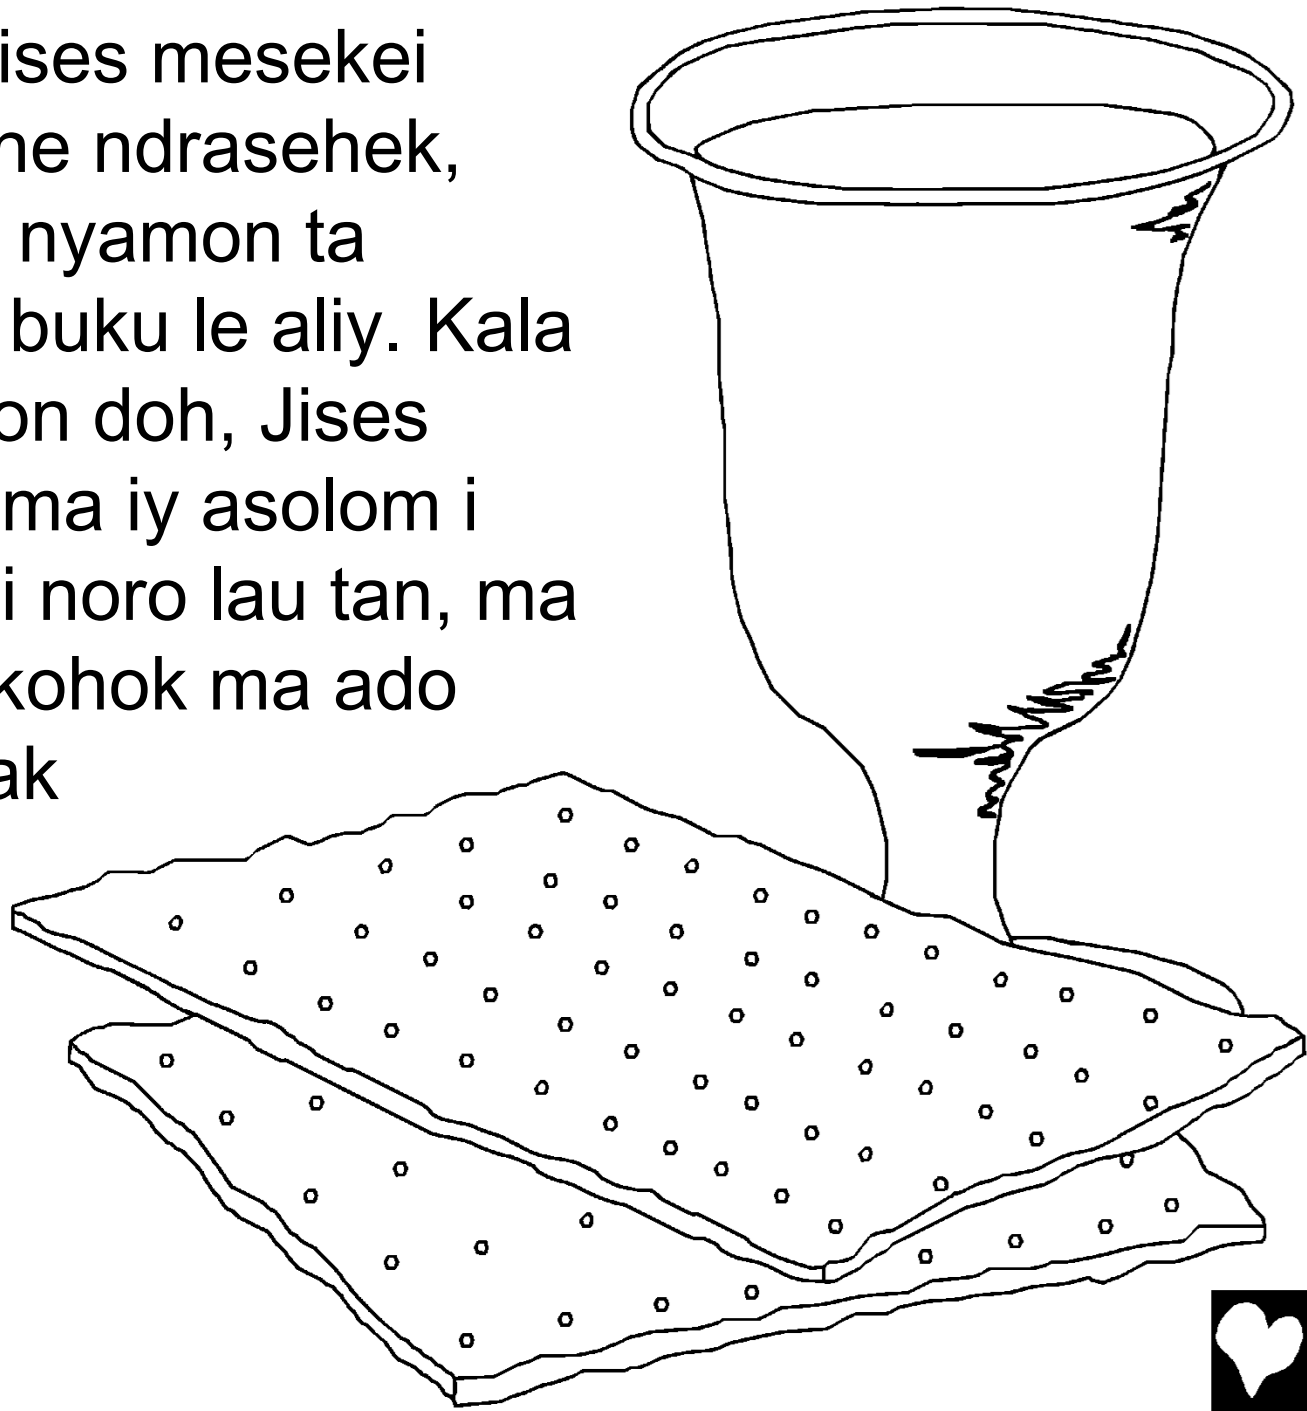 ises mesekei
ne ndrasehek,
nyamon ta
buku le aliy. Kala
on doh, Jises
ma iy asolom i
i noro lau tan, ma
kohok ma ado
ak